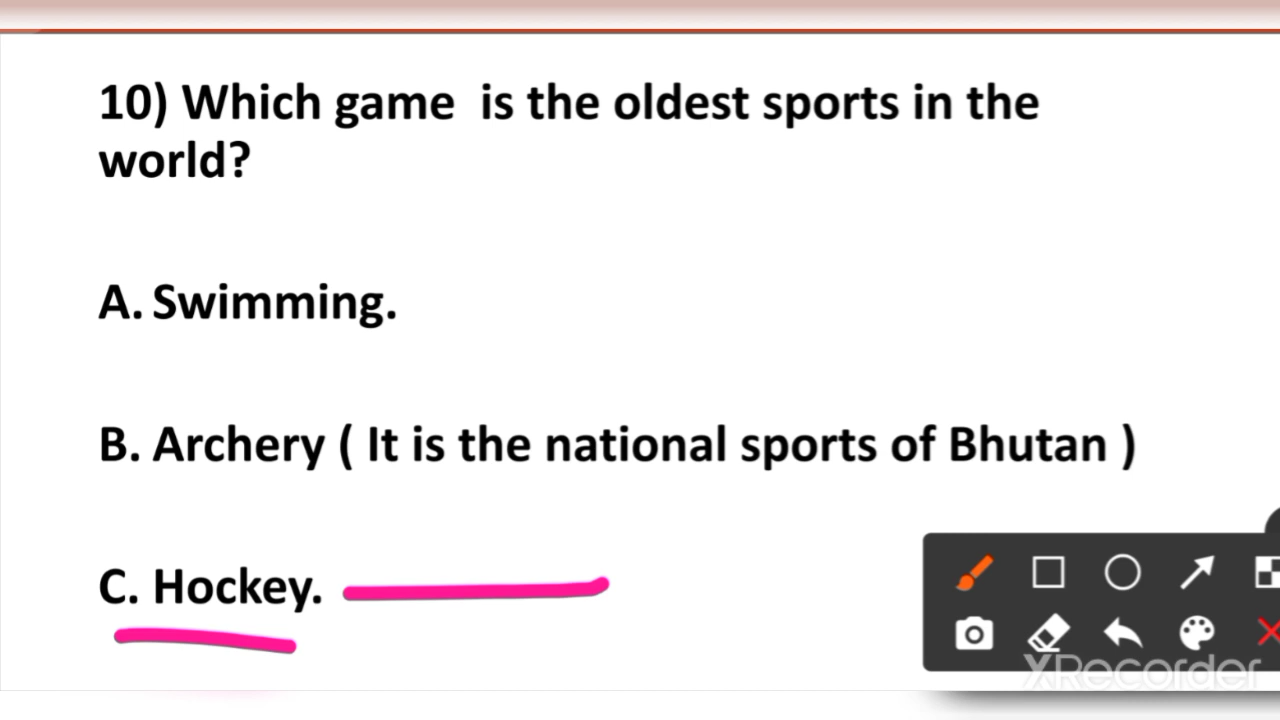 10) Which game  is the oldest sports in the
world?
A. Swimming.
B. Archery ( It is the national sports of Bhutan )
C. Hockey.
XRecorder